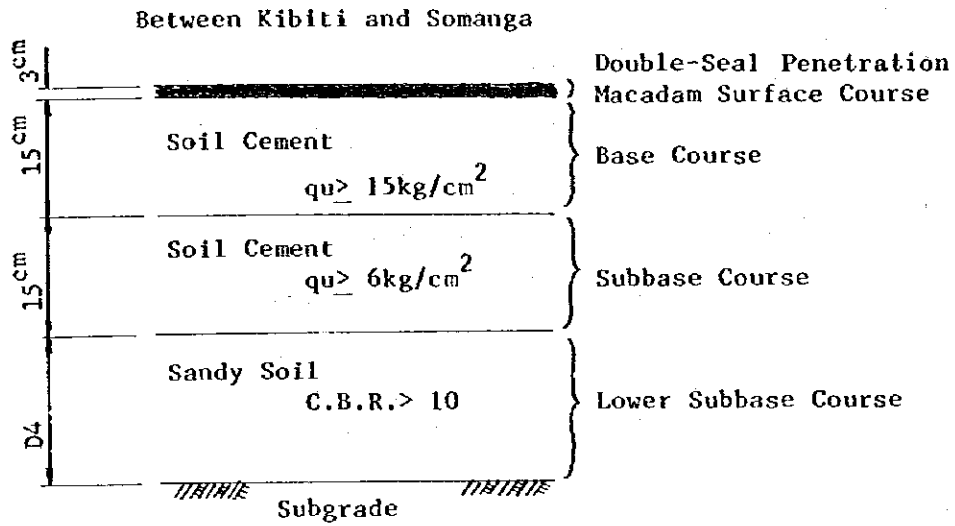 Between Kibiti and Somanga
3cm
Double-Seal Penetration
Macadam Surface Course
15cm
Soil Cement
qu≥ 15kg/cm²
Base Course
15cm
Soil Cement
qu≥ 6kg/cm²
Subbase Course
D4
Sandy Soil
C.B.R.> 10
Lower Subbase Course
Subgrade